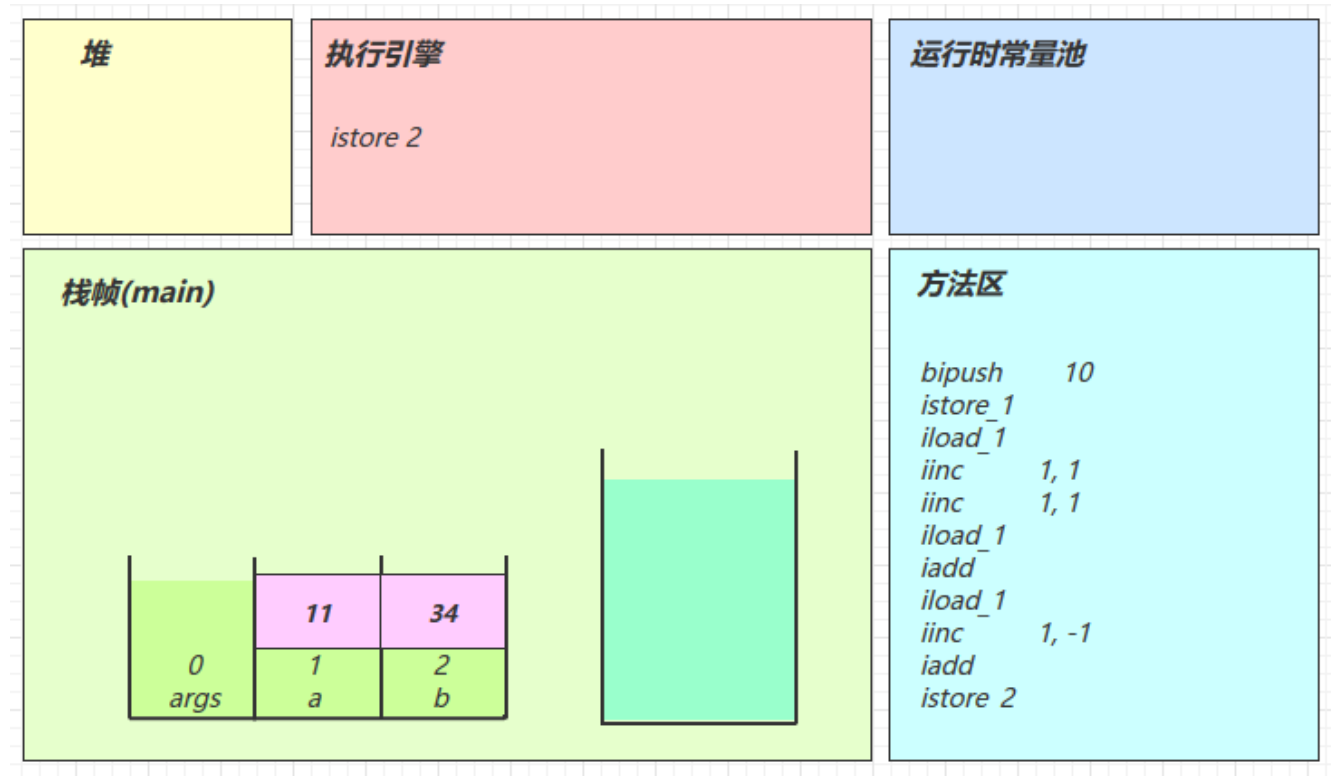 堆
执行引擎
istore 2
运行时常量池
栈帧(main)
11
34
0
1
2
args
a
b
方法区
bipush 10
istore_1
iload_1
iinc 1, 1
iinc 1, 1
iload_1
iadd
iload_1
iinc 1, -1
iadd
istore 2